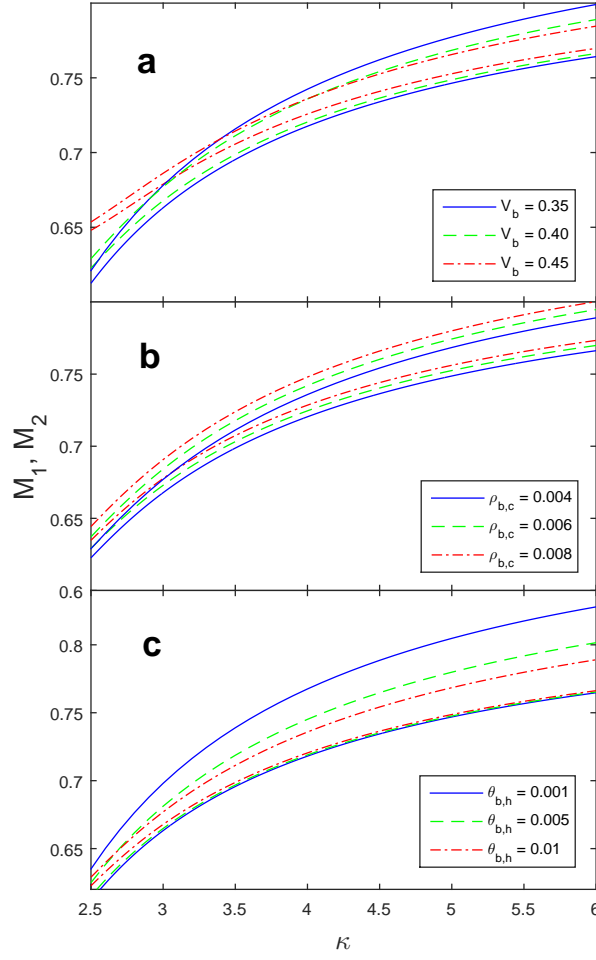 a
0.75
0.7
0.65
V_b = 0.35
V_b = 0.40
V_b = 0.45
b
0.75
0.7
0.65
0.6
M_1, M_2
ρ_b,c = 0.004
ρ_b,c = 0.006
ρ_b,c = 0.008
c
0.8
0.75
0.7
0.65
θ_b,h = 0.001
θ_b,h = 0.005
θ_b,h = 0.01
2.5 3 3.5 4 4.5 5 5.5 6
κ